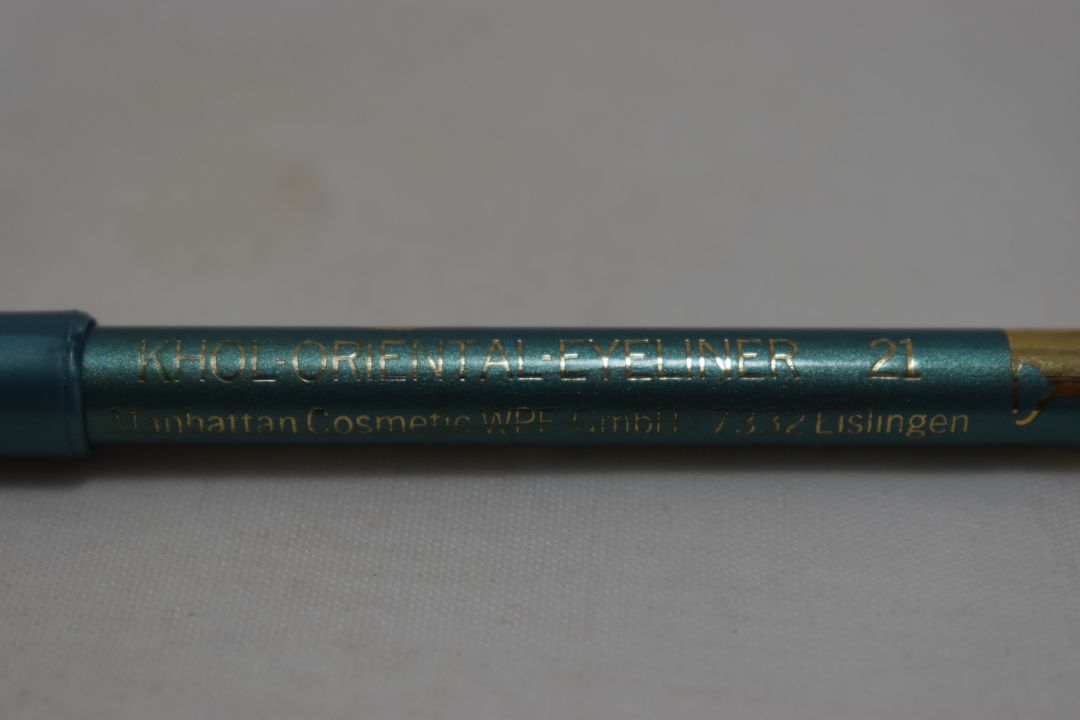 KHOL-ORIENTAL-EYELINER 21
Manhattan Cosmetic WPF GmbH 7332 Eislingen